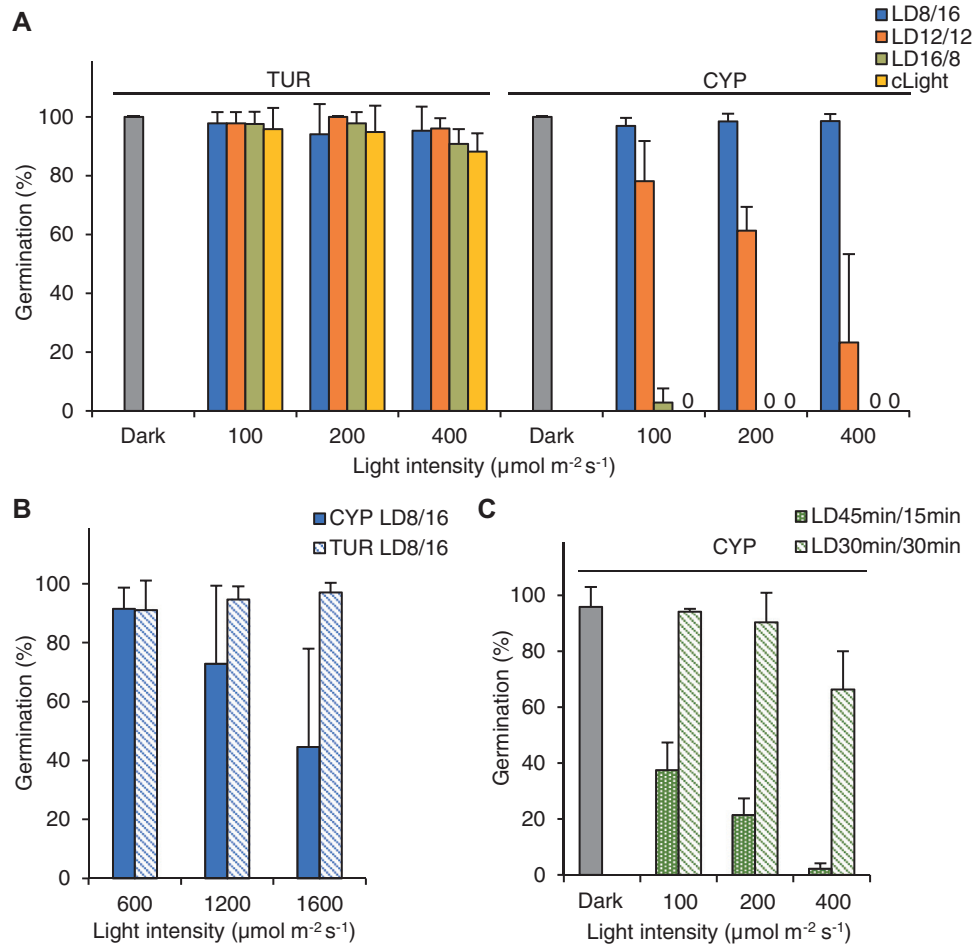 A
LD8/16
LD12/12
LD16/8
cLight
TUR
CYP
Germination (%)
100
80
60
40
20
0
0
0 0
0 0
Dark
100
200
400
Dark
100
200
400
Light intensity (µmol m-2 s-1)
B
CYP LD8/16
TUR LD8/16
Germination (%)
100
80
60
40
20
0
600
1200
1600
Light intensity (µmol m-2 s-1)
C
LD45min/15min
LD30min/30min
CYP
Germination (%)
100
80
60
40
20
0
Dark
100
200
400
Light intensity (µmol m-2 s-1)